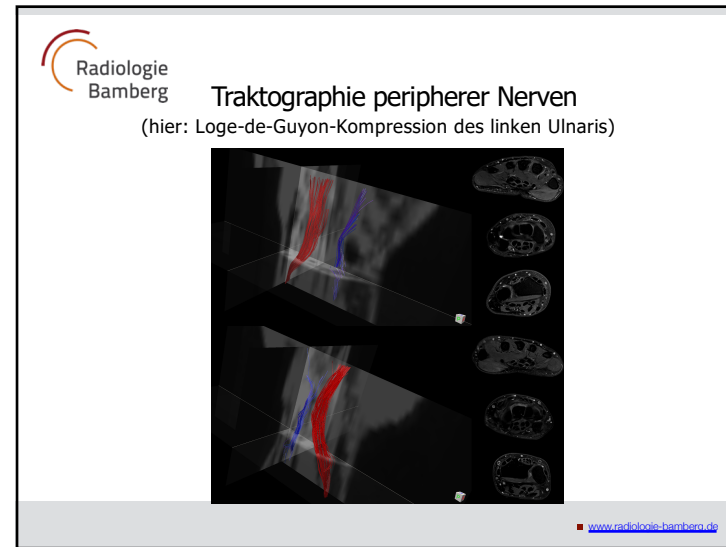 Radiologie
Bamberg
Traktographie peripherer Nerven
(hier: Loge-de-Guyon-Kompression des linken Ulnaris)
www.radiologie-bamberg.de